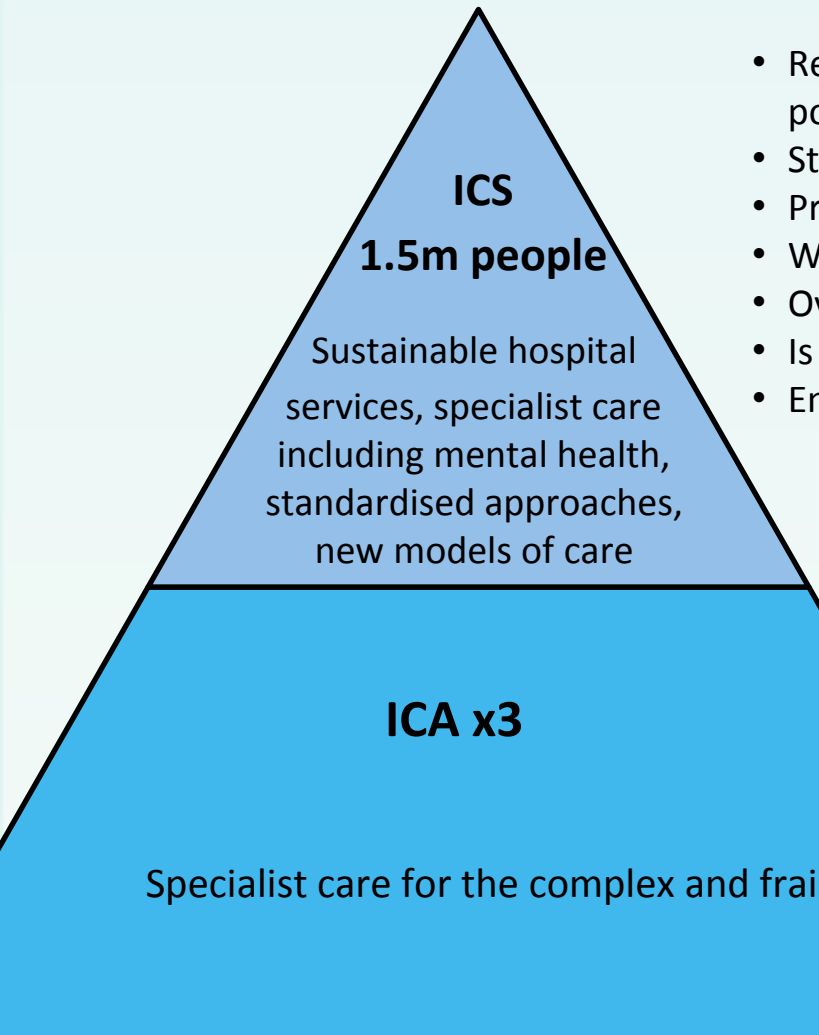 ICS
1.5m people
Sustainable hospital
services, specialist care
including mental health,
standardised approaches,
new models of care
ICA x3
Specialist care for the complex and